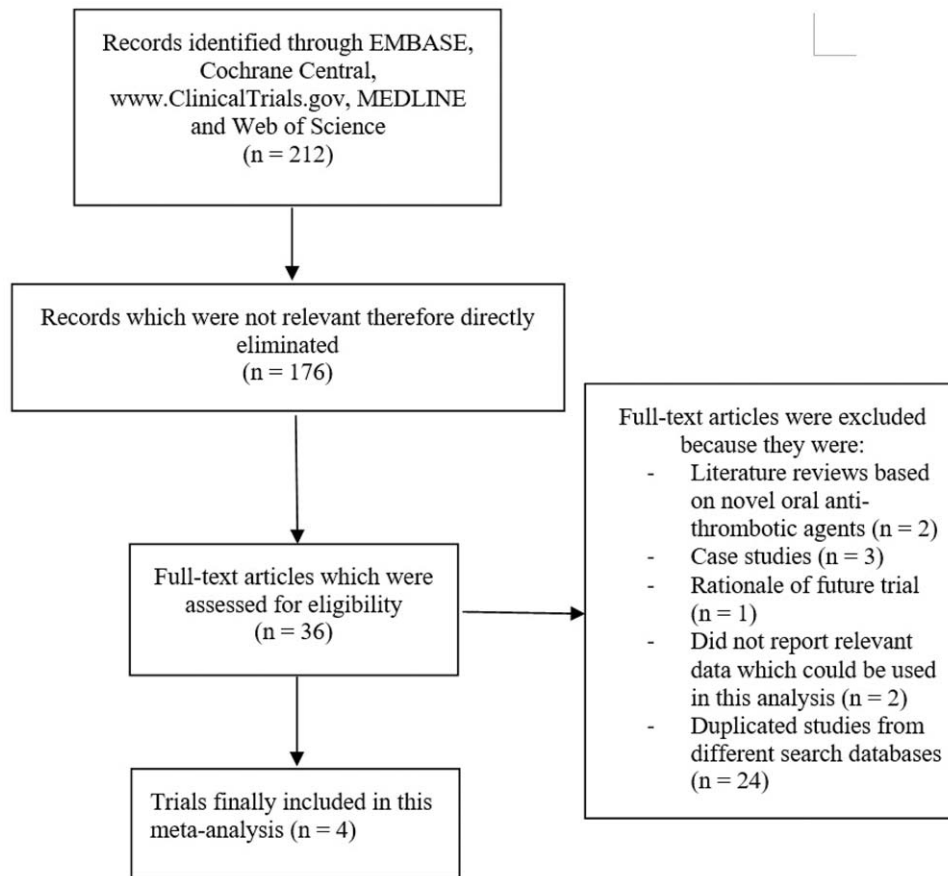 Records identified through EMBASE,
Cochrane Central,
www.ClinicalTrials.gov, MEDLINE
and Web of Science
(n = 212)
Records which were not relevant therefore directly
eliminated
(n = 176)
Full-text articles which were
assessed for eligibility
(n = 36)
Full-text articles were excluded
because they were:
- Literature reviews based
on novel oral anti-
thrombotic agents (n = 2)
- Case studies (n = 3)
- Rationale of future trial
(n = 1)
- Did not report relevant
data which could be used
in this analysis (n = 2)
- Duplicated studies from
different search databases
(n = 24)
Trials finally included in this
meta-analysis (n = 4)